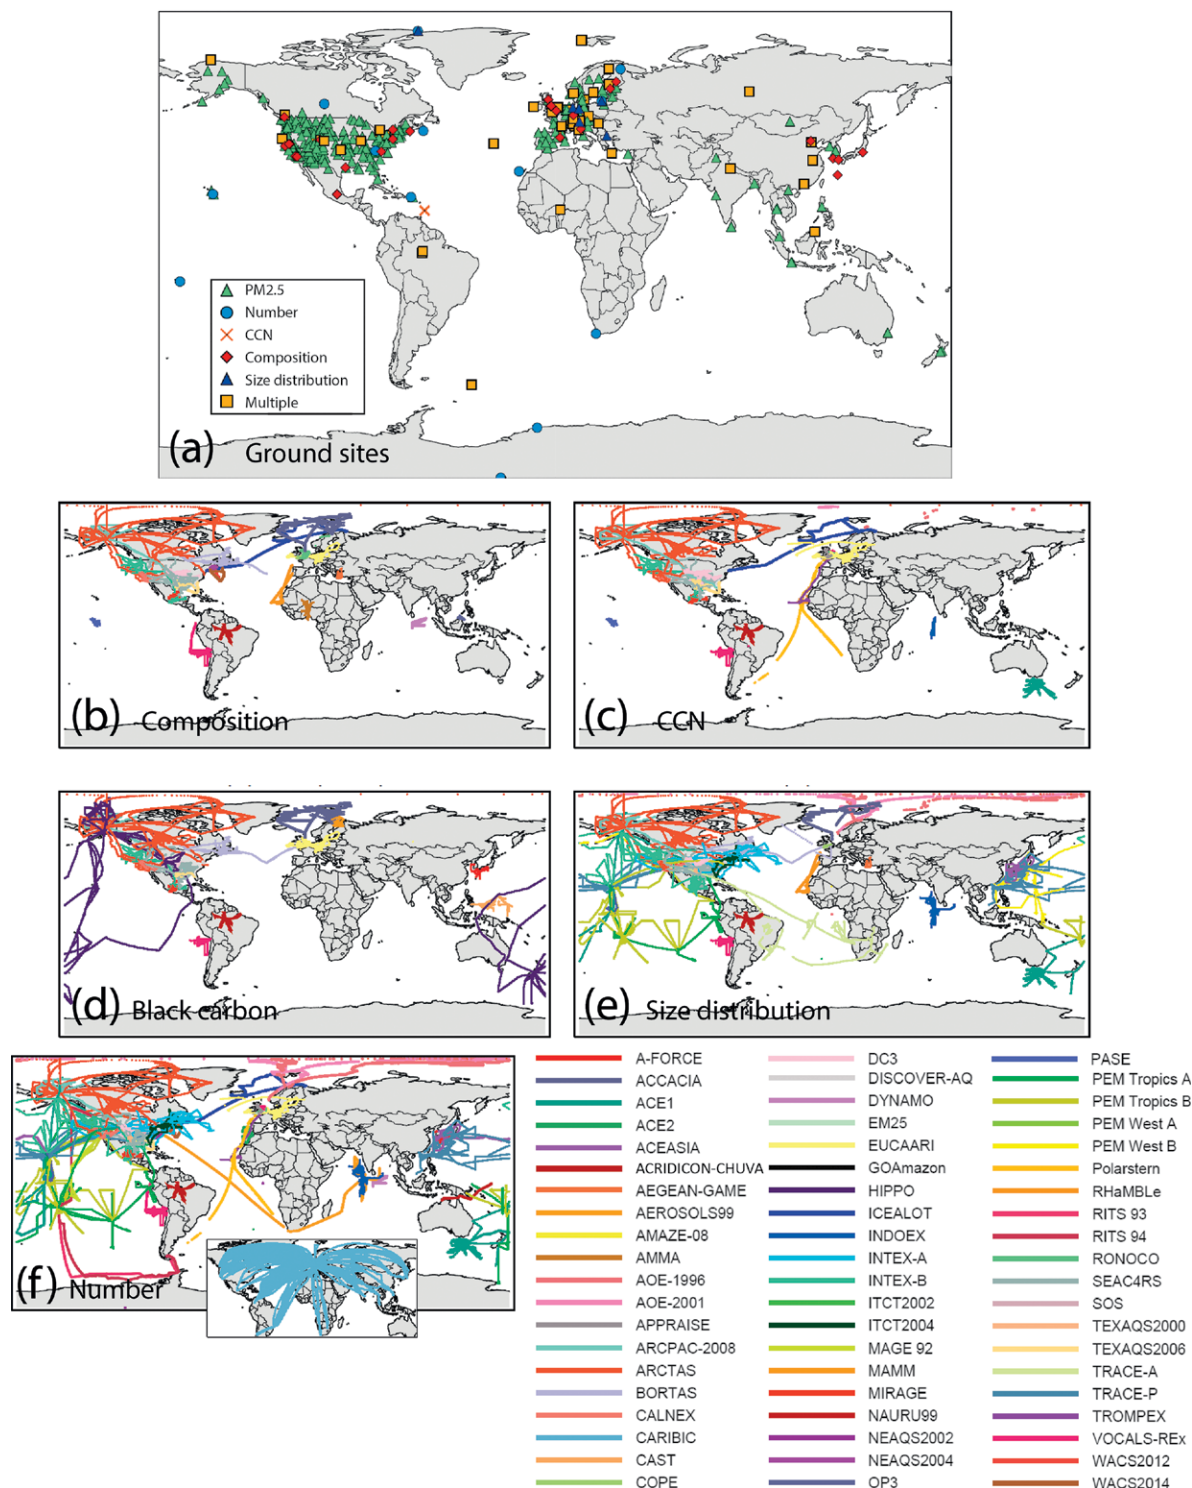 PM2.5
Number
CCN
Composition
Size distribution
Multiple
(a) Ground sites
(b) Composition
(c) CCN
(d) Black carbon
(e) Size distribution
(f) Number
A-FORCE
ACCACIA
ACE1
ACE2
ACEASIA
ACRIDICON-CHUVA
AEGEAN-GAME
AEROSOLS99
AMAZE-08
AMMA
AOE-1996
AOE-2001
APPRAISE
ARCPAC-2008
ARCTAS
BORTAS
CALNEX
CARIBIC
CAST
COPE
DC3
DISCOVER-AQ
DYNAMO
EM25
EUCAARI
GOAmazon
HIPPO
ICEALOT
INDOEX
INTEX-A
INTEX-B
ITCT2002
ITCT2004
MAGE 92
MAMM
MIRAGE
NAURU99
NEAQS2002
NEAQS2004
OP3
PASE
PEM Tropics A
PEM Tropics B
PEM West A
PEM West B
Polarstern
RHaMBLe
RITS 93
RITS 94
RONOCO
SEAC4RS
SOS
TEXAQS2000
TEXAQS2006
TRACE-A
TRACE-P
TROMPEX
VOCALS-REx
WACS2012
WACS2014